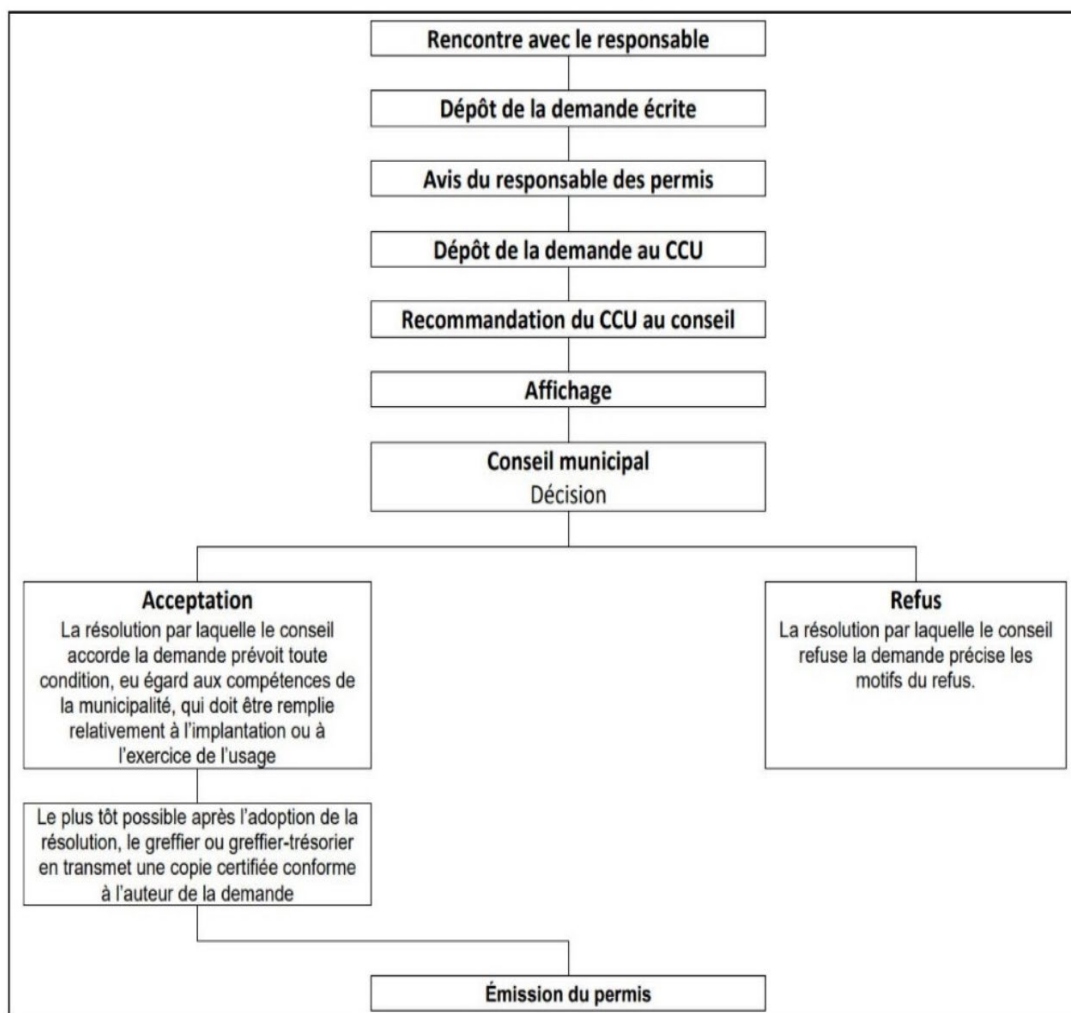 Rencontre avec le responsable
Dépôt de la demande écrite
Avis du responsable des permis
Dépôt de la demande au CCU
Recommandation du CCU au conseil
Affichage
Conseil municipal
Décision
Acceptation
La résolution par laquelle le conseil
accorde la demande prévoit toute
condition, eu égard aux compétences de
la municipalité, qui doit être remplie
relativement à l’implantation ou à
l’exercice de l’usage
Refus
La résolution par laquelle le conseil
refuse la demande précise les
motifs du refus.
Le plus tôt possible après l’adoption de la
résolution, le greffier ou greffier-trésorier
en transmet une copie certifiée conforme
à l’auteur de la demande
Émission du permis